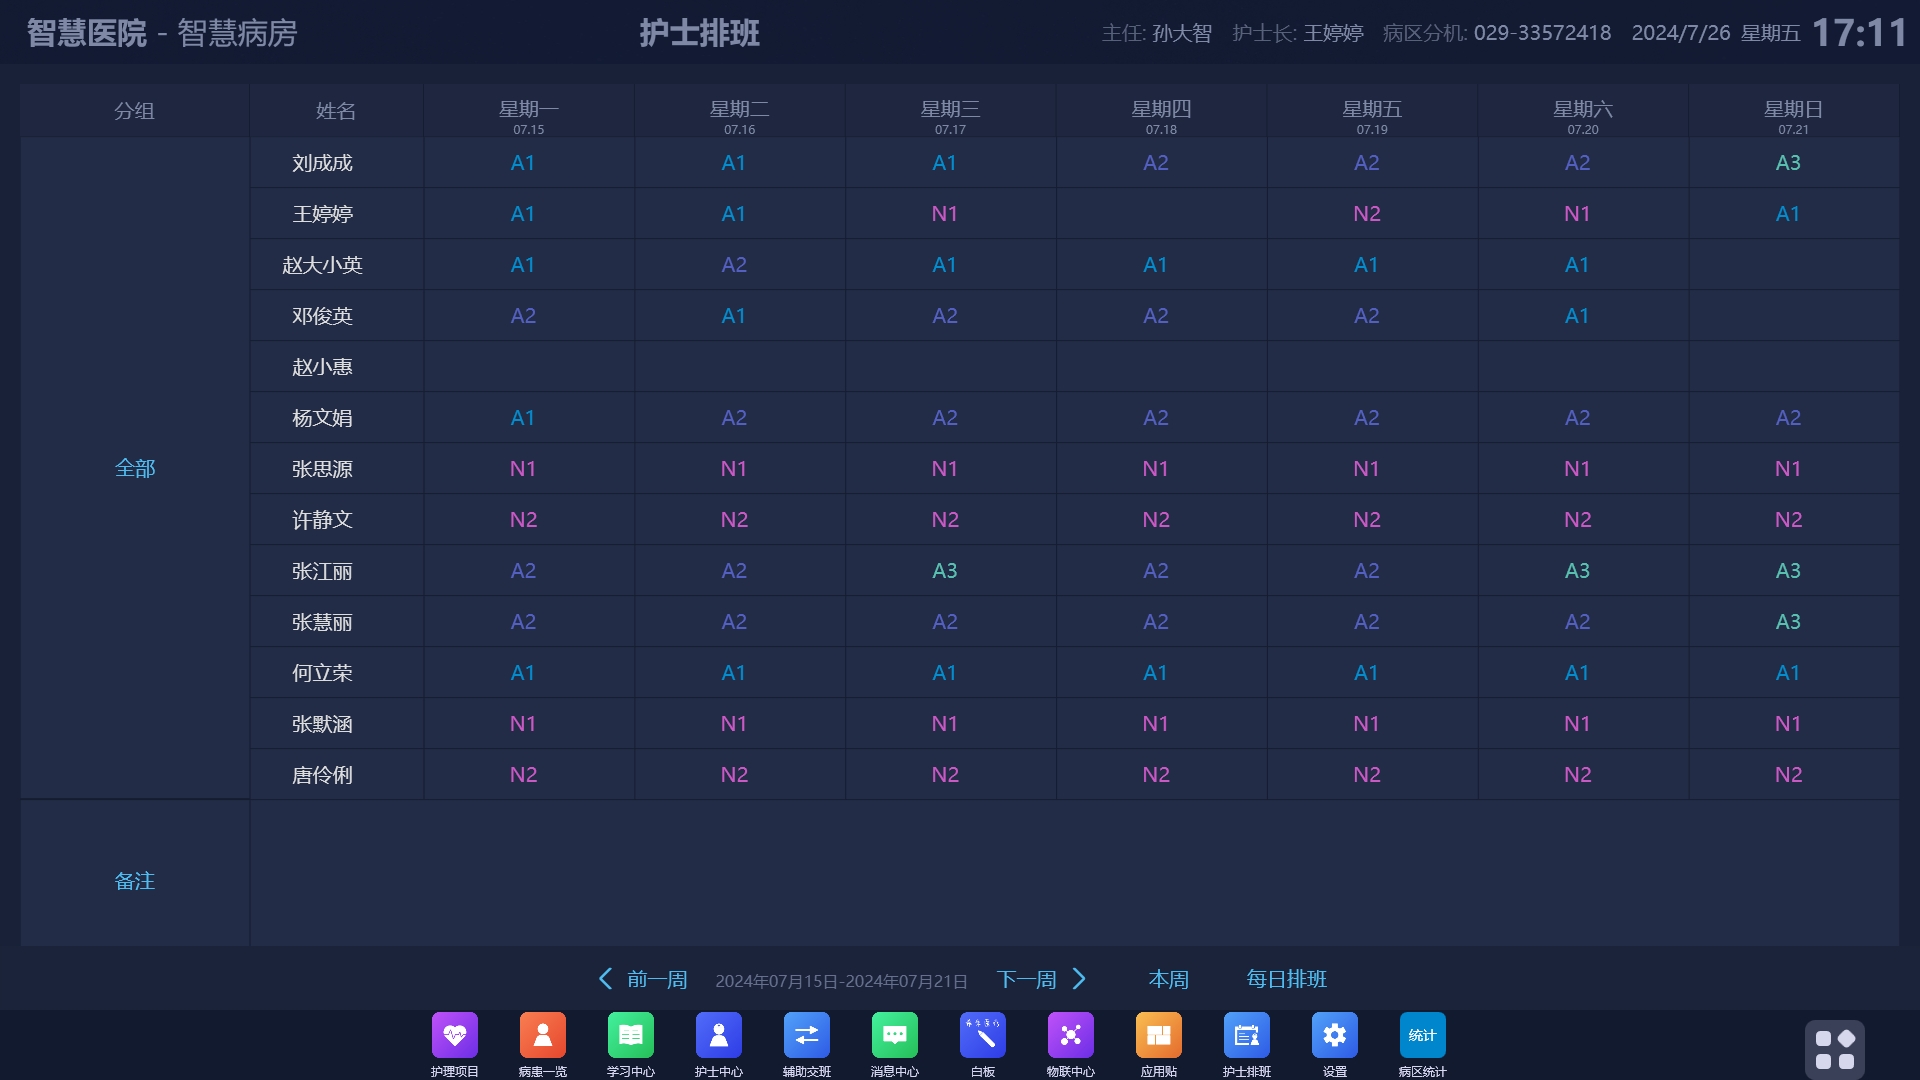 智慧医院 - 智慧病房 护士排班 主任: 孙大智 护士长: 王婷婷 病区分机: 029-33572418 2024/7/26 星期五 17:11
分组 姓名 星期一 星期二 星期三 星期四 星期五 星期六 星期日
07.15 07.16 07.17 07.18 07.19 07.20 07.21
刘成成 A1 A1 A1 A2 A2 A2 A3
王婷婷 A1 A1 N1 N2 N1 A1
赵大小英 A1 A2 A1 A1 A1 A1
邓俊英 A2 A1 A2 A2 A2 A1
赵小惠
杨文娟 A1 A2 A2 A2 A2 A2 A2
全部 张思源 N1 N1 N1 N1 N1 N1 N1
许静文 N2 N2 N2 N2 N2 N2 N2
张江丽 A2 A2 A3 A2 A2 A3 A3
张慧丽 A2 A2 A2 A2 A2 A2 A3
何立荣 A1 A1 A1 A1 A1 A1 A1
张默涵 N1 N1 N1 N1 N1 N1 N1
唐伶俐 N2 N2 N2 N2 N2 N2 N2
备注
前一周 2024年07月15日-2024年07月21日 下一周 本周 每日排班
统计
护理项目 病患一览 学习中心 护士中心 辅助交班 消息中心 白板 物联中心 应用贴 护士排班 设置 病区统计